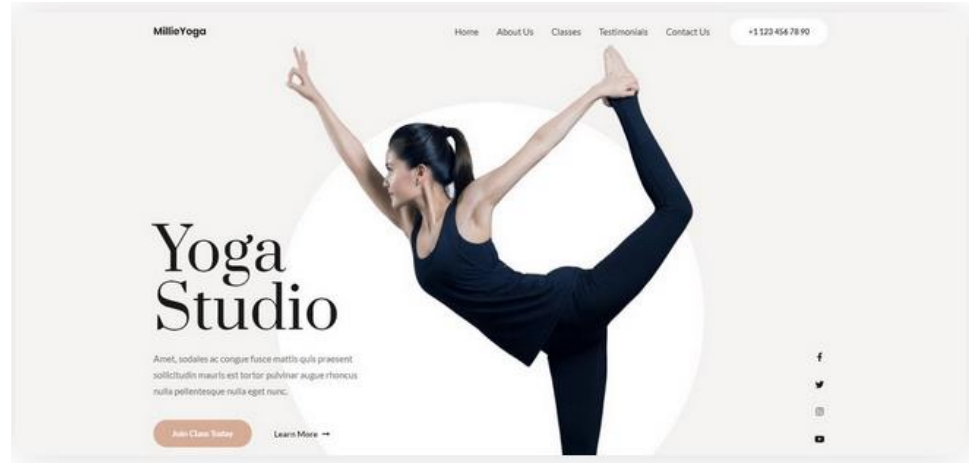 MillieYoga
Home About Us Classes Testimonials Contact Us +1 123 456 78 90
Yoga
Studio
Amet, sodales ac congue fusce mattis quis praesent
sollicitudin mauris est tortor pulvinar augue rhoncus
nulla pellentesque nulla eget nunc.
Join Class Today Learn More →